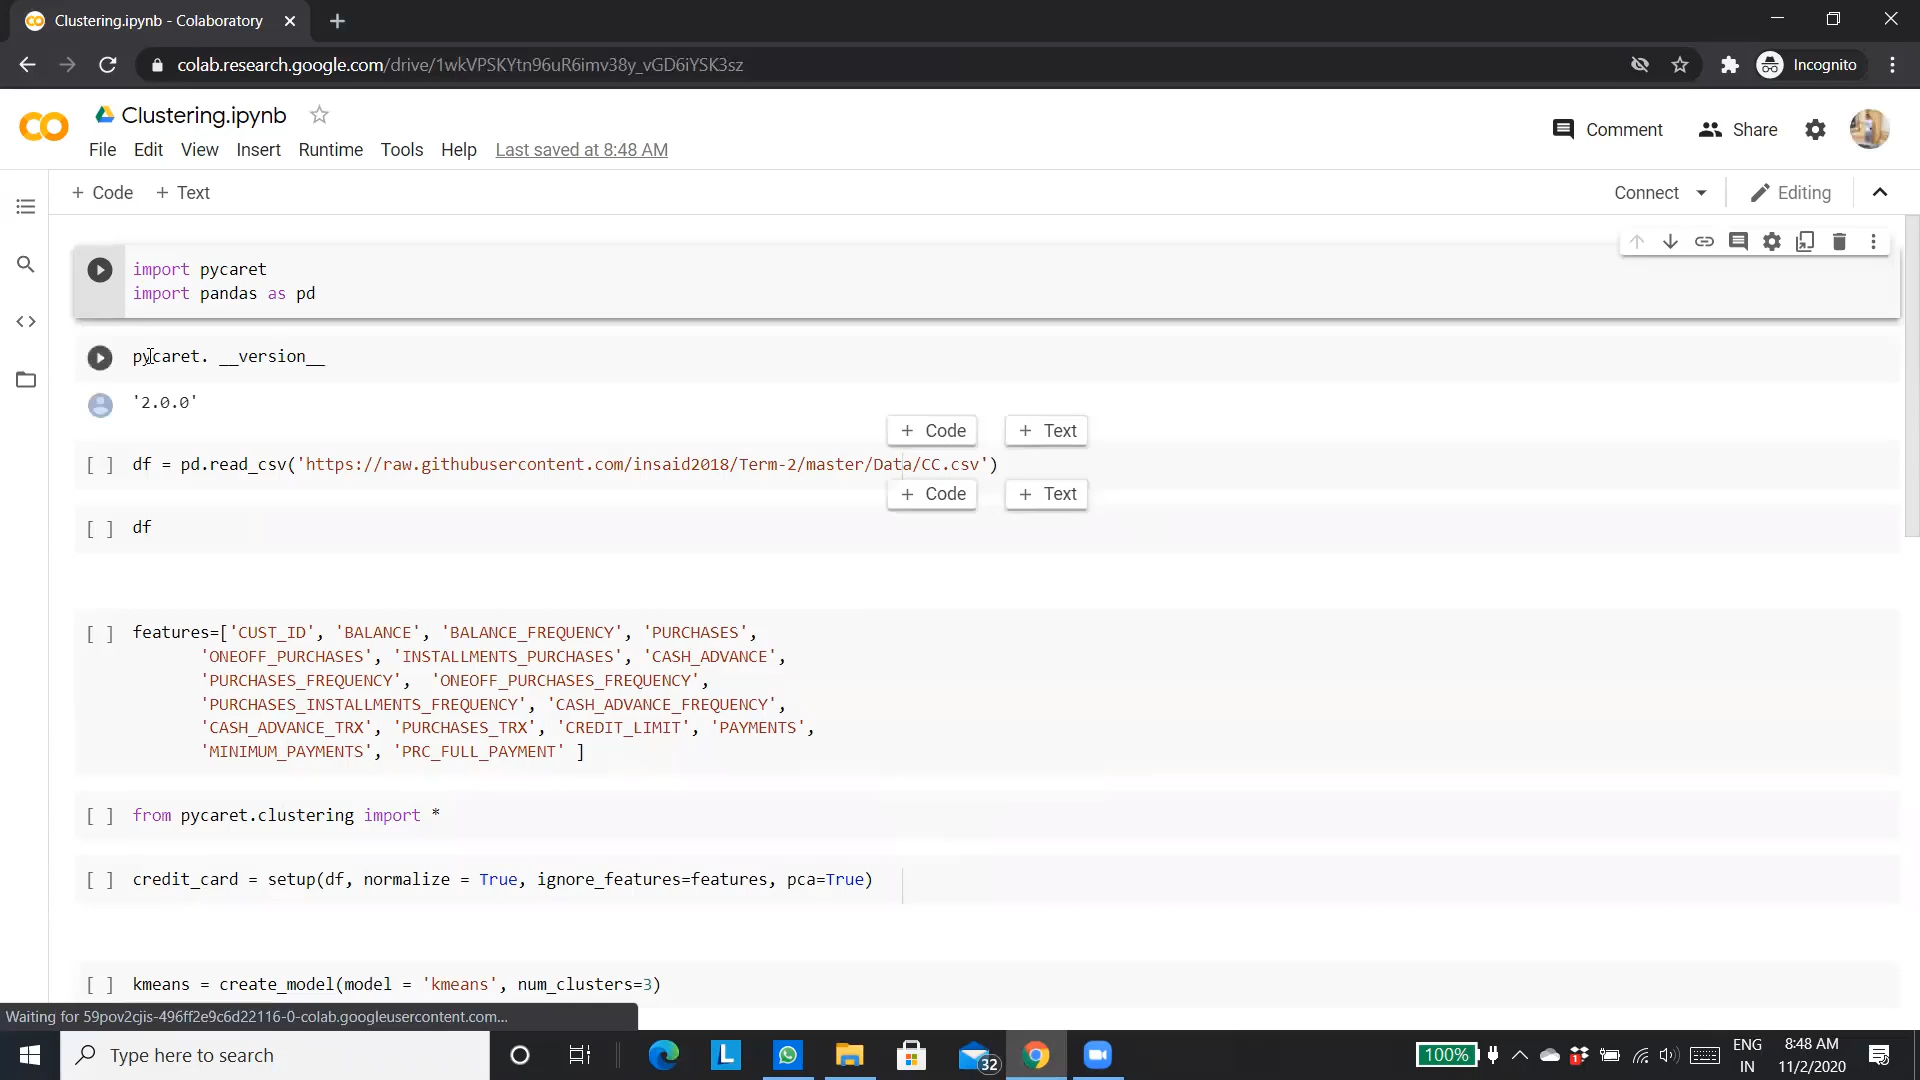 Clustering.ipynb - Colaboratory
colab.research.google.com/drive/1wkVPSKYtn96uR6imv38y_vGD6iYSK3sz
Incognito
Clustering.ipynb
Comment
Share
File Edit View Insert Runtime Tools Help Last saved at 8:48 AM
+ Code + Text
Connect
Editing
import pycaret
import pandas as pd
pycaret. __version__
'2.0.0'
+ Code + Text
[ ] df = pd.read_csv('https://raw.githubusercontent.com/insaid2018/Term-2/master/Data/CC.csv')
+ Code + Text
[ ] df
[ ] features=['CUST_ID', 'BALANCE', 'BALANCE_FREQUENCY', 'PURCHASES',
'ONEOFF_PURCHASES', 'INSTALLMENTS_PURCHASES', 'CASH_ADVANCE',
'PURCHASES_FREQUENCY', 'ONEOFF_PURCHASES_FREQUENCY',
'PURCHASES_INSTALLMENTS_FREQUENCY', 'CASH_ADVANCE_FREQUENCY',
'CASH_ADVANCE_TRX', 'PURCHASES_TRX', 'CREDIT_LIMIT', 'PAYMENTS',
'MINIMUM_PAYMENTS', 'PRC_FULL_PAYMENT' ]
[ ] from pycaret.clustering import *
[ ] credit_card = setup(df, normalize = True, ignore_features=features, pca=True)
[ ] kmeans = create_model(model = 'kmeans', num_clusters=3)
Waiting for 59pov2cjis-496ff2e9c6d22116-0-colab.googleusercontent.com...
Type here to search
L
32
100%
1
ENG
IN
8:48 AM
11/2/2020